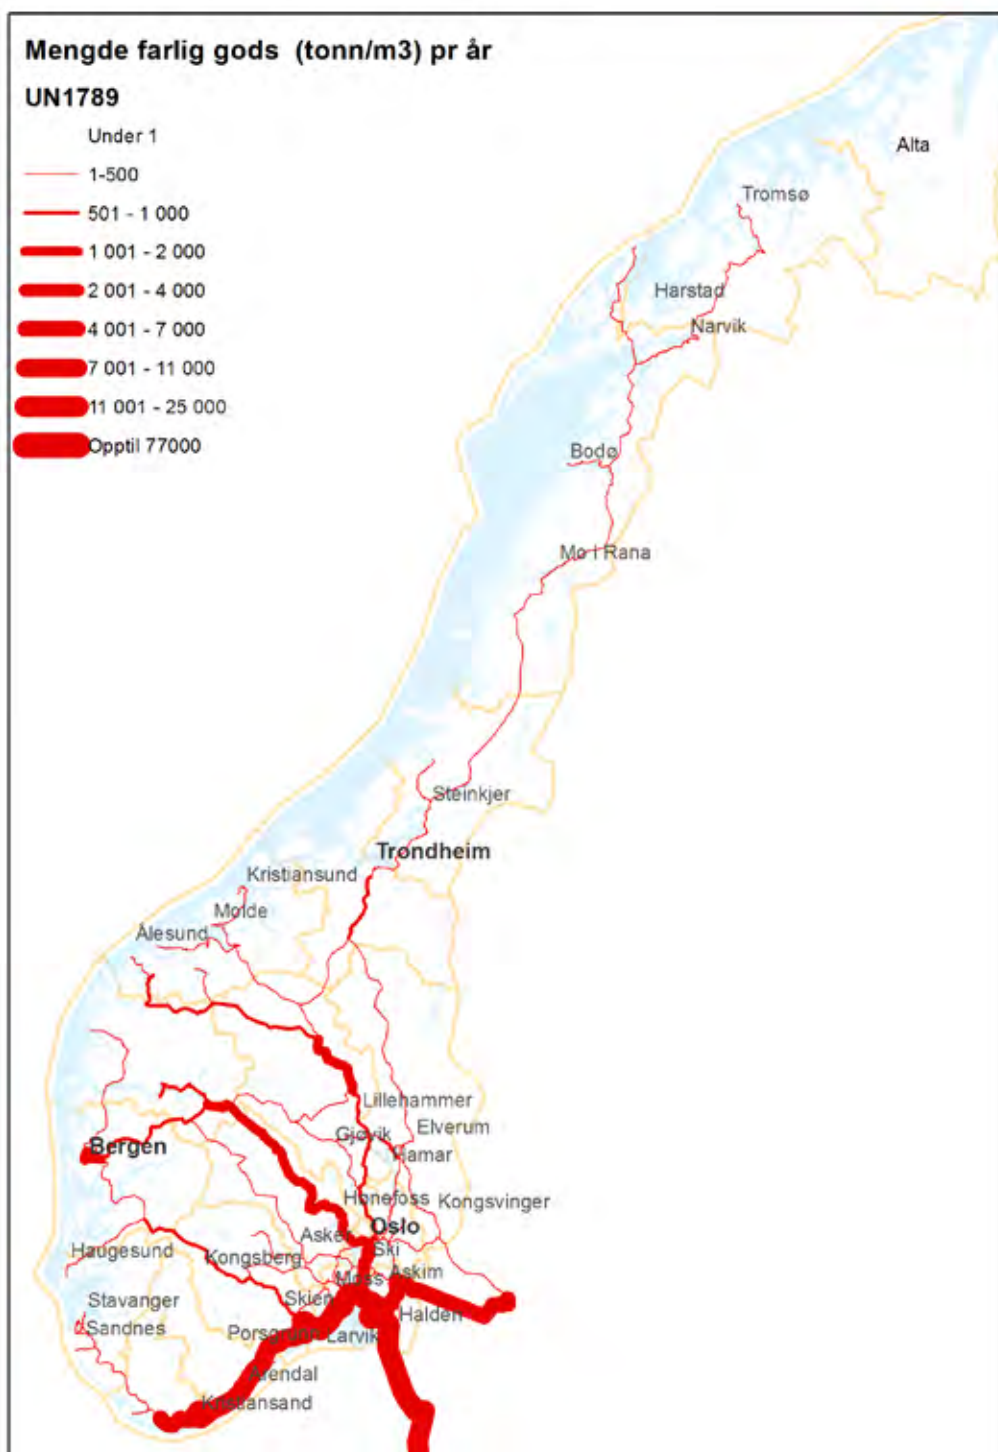 Mengde farlig gods (tonn/m3) pr år
UN1789
Under 1
1-500
501 - 1 000
1 001 - 2 000
2 001 - 4 000
4 001 - 7 000
7 001 - 11 000
11 001 - 25 000
Opptil 77000
Alta
Tromsø
Harstad
Narvik
Bodø
Mo i Rana
Steinkjer
Trondheim
Kristiansund
Molde
Ålesund
Lillehammer
Elverum
Gjøvik
Bergen
Hamar
Hønefoss
Kongsvinger
Oslo
Asker
Ski
Haugesund
Kongsberg
Askim
Moss
Stavanger
Skien
Halden
Sandnes
Porsgrunn
Larvik
Arendal
Kristiansand